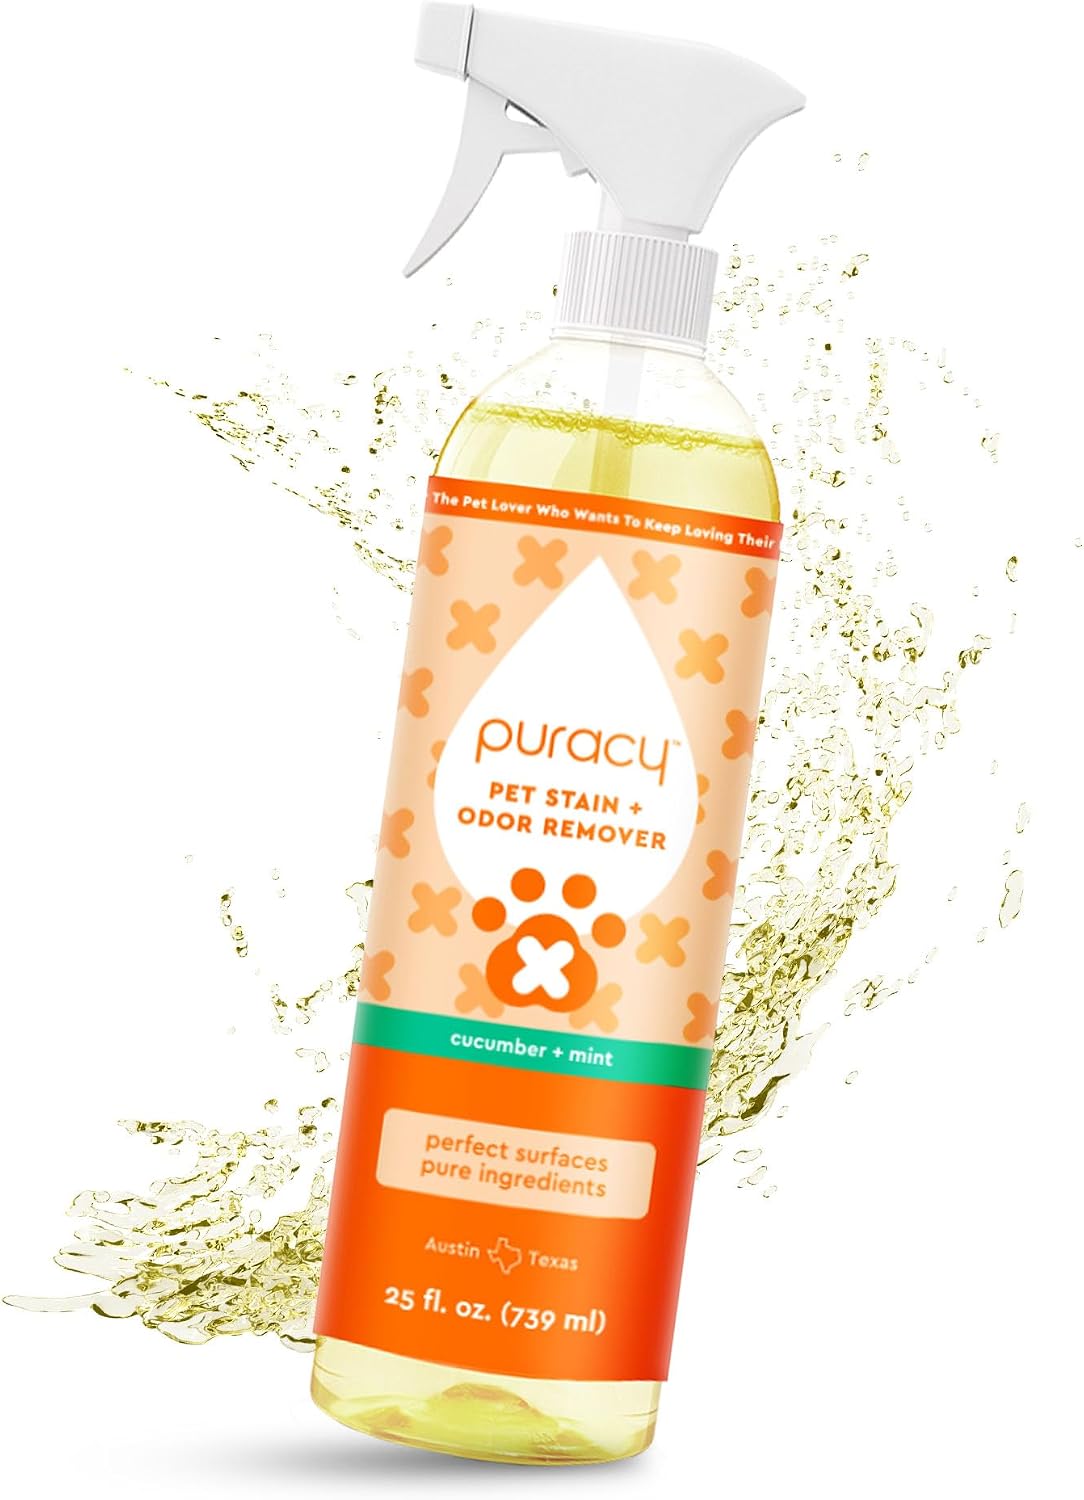 The Pet Lover Who Wants To Keep Loving Their
puracy™
PET STAIN +
ODOR REMOVER
cucumber + mint
perfect surfaces
pure ingredients
Austin Texas
25 fl. oz. (739 ml)